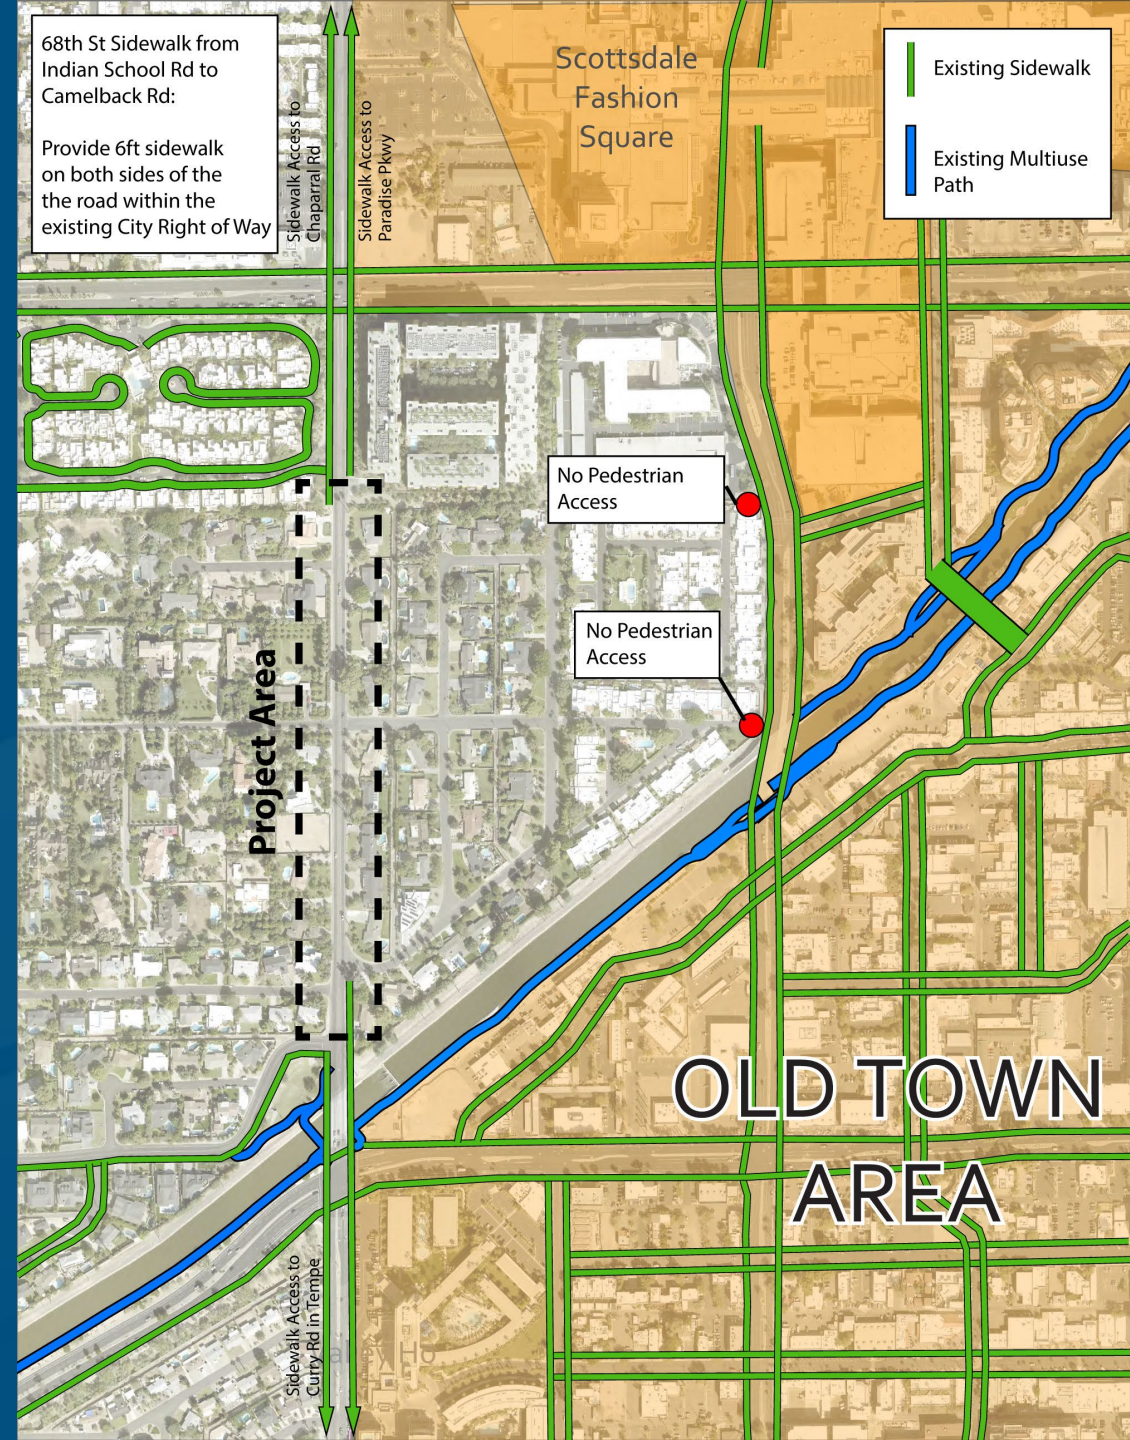 68th St Sidewalk from
Indian School Rd to
Camelback Rd:
Provide 6ft sidewalk
on both sides of the
the road within the
existing City Right of Way
Sidewalk Access to
Chaparral Rd
Sidewalk Access to
Paradise Pkwy
Scottsdale
Fashion
Square
Existing Sidewalk
Existing Multiuse
Path
No Pedestrian
Access
No Pedestrian
Access
Project Area
OLD TOWN
AREA
Sidewalk Access to
Curry Rd in Tempe